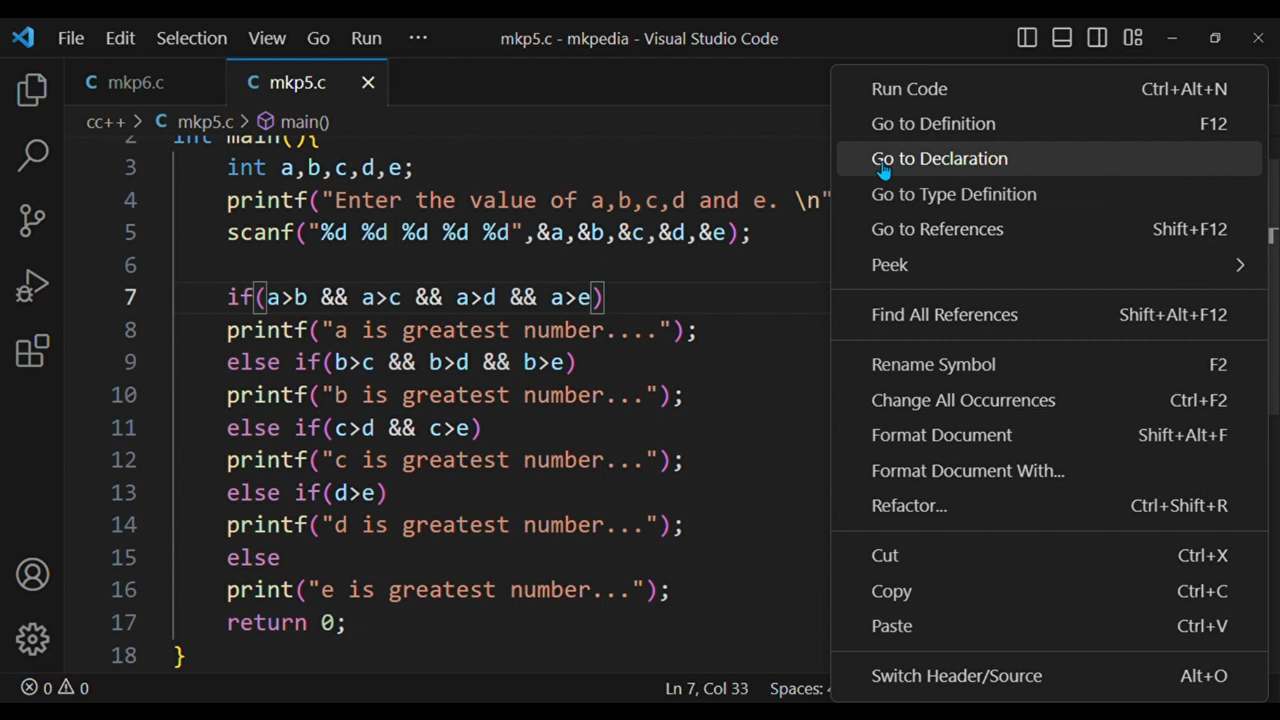 File Edit Selection View Go Run ··· mkp5.c - mkpedia - Visual Studio Code
C mkp6.c C mkp5.c
cc++ > C mkp5.c > main()
2 int main(){
3 int a,b,c,d,e;
4 printf("Enter the value of a,b,c,d and e. \n"
5 scanf("%d %d %d %d %d",&a,&b,&c,&d,&e);
6
7 if(a>b && a>c && a>d && a>e)
8 printf("a is greatest number....");
9 else if(b>c && b>d && b>e)
10 printf("b is greatest number...");
11 else if(c>d && c>e)
12 printf("c is greatest number...");
13 else if(d>e)
14 printf("d is greatest number...");
15 else
16 print("e is greatest number...");
17 return 0;
18 }
0 0 Ln 7, Col 33 Spaces:
Run Code Ctrl+Alt+N
Go to Definition F12
Go to Declaration
Go to Type Definition
Go to References Shift+F12
Peek
Find All References Shift+Alt+F12
Rename Symbol F2
Change All Occurrences Ctrl+F2
Format Document Shift+Alt+F
Format Document With...
Refactor... Ctrl+Shift+R
Cut Ctrl+X
Copy Ctrl+C
Paste Ctrl+V
Switch Header/Source Alt+O